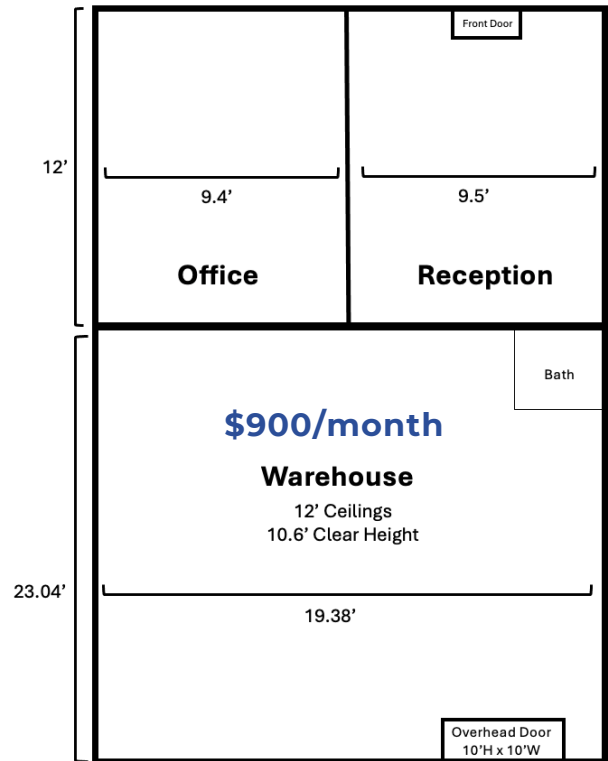 Front Door
12’
9.4’
9.5’
Office
Reception
Bath
$900/month
Warehouse
12’ Ceilings
10.6’ Clear Height
23.04’
19.38’
Overhead Door
10’H x 10’W